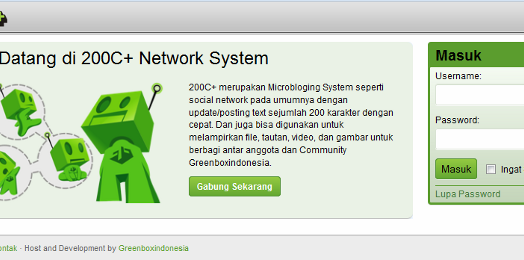 Datang di 200C+ Network System
200C+ merupakan Microbloging System seperti
social network pada umumnya dengan
update/posting text sejumlah 200 karakter dengan
cepat. Dan juga bisa digunakan untuk
melampirkan file, tautan, video, dan gambar untuk
berbagi antar anggota dan Community
Greenboxindonesia.
Gabung Sekarang
Masuk
Username:
Password:
Masuk Ingat
Lupa Password
ontak - Host and Development by Greenboxindonesia